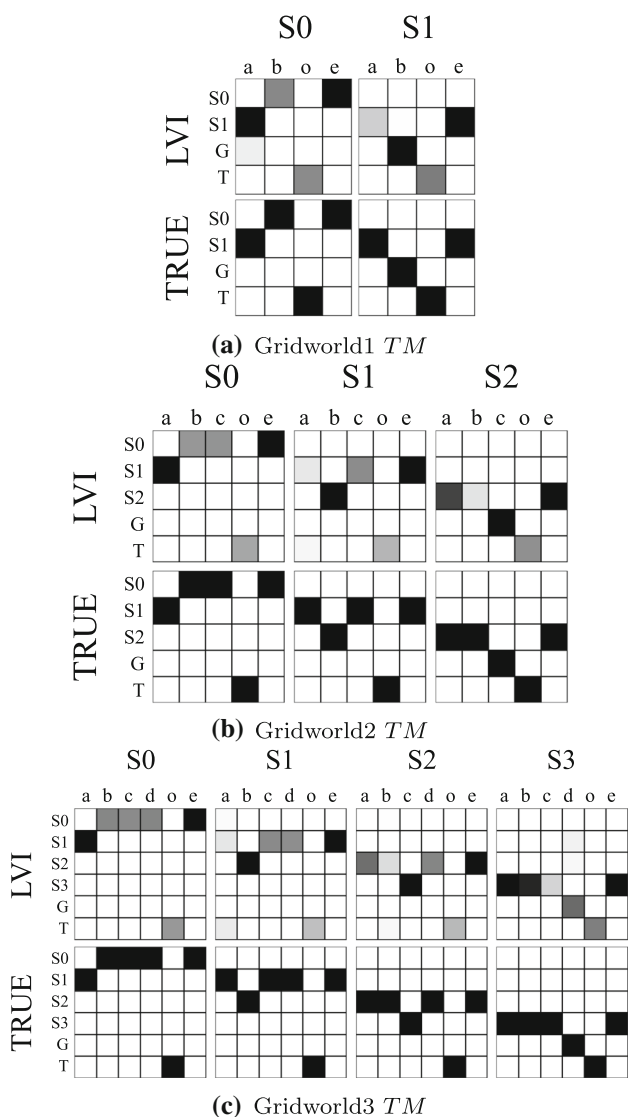 S0 S1
a b o e a b o e
LVI
S0
S1
G
T
TRUE
S0
S1
G
T
(a) Gridworld1 TM
S0 S1 S2
a b c o e a b c o e a b c o e
LVI
S0
S1
S2
G
T
TRUE
S0
S1
S2
G
T
(b) Gridworld2 TM
S0 S1 S2 S3
a b c d o e a b c d o e a b c d o e a b c d o e
LVI
S0
S1
S2
S3
G
T
TRUE
S0
S1
S2
S3
G
T
(c) Gridworld3 TM